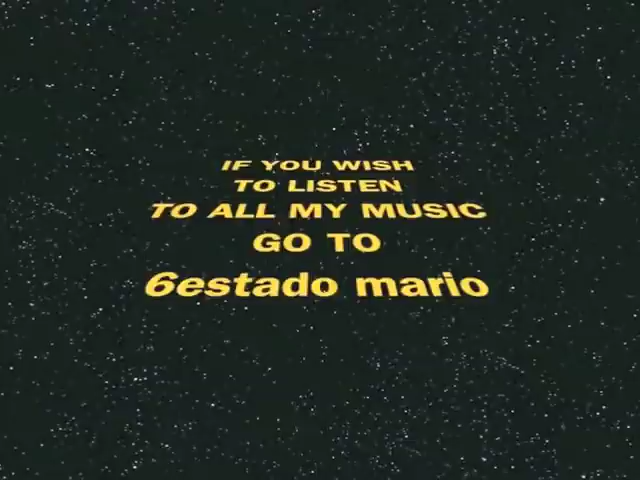 IF YOU WISH
TO LISTEN
TO ALL MY MUSIC
GO TO
6estado mario